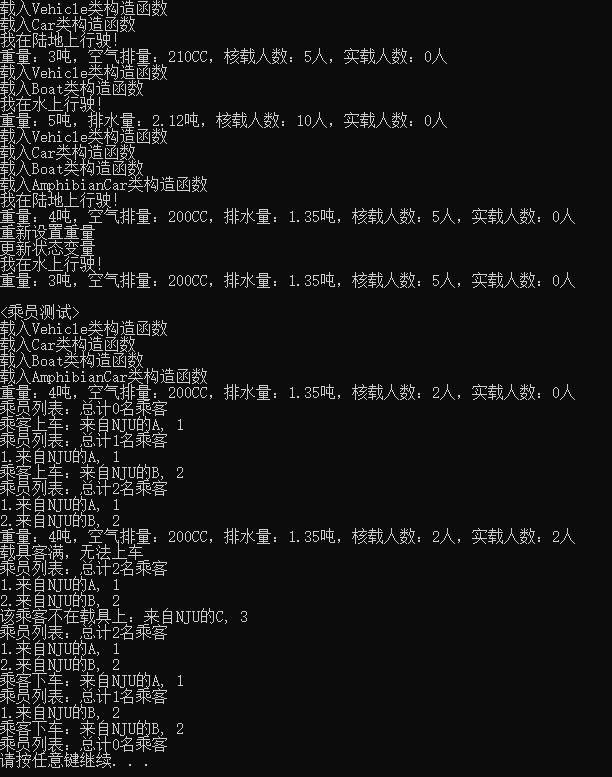 载入Vehicle类构造函数
载入Car类构造函数
我在陆地上行驶!
重量: 3吨, 空气排量: 210CC, 核载人数: 5人, 实载人数: 0人
载入Vehicle类构造函数
载入Boat类构造函数
我在水上行驶!
重量: 5吨, 排水量: 2.12吨, 核载人数: 10人, 实载人数: 0人
载入Vehicle类构造函数
载入Car类构造函数
载入Boat类构造函数
载入AmphibianCar类构造函数
我在陆地上行驶!
重量: 4吨, 空气排量: 200CC, 排水量: 1.35吨, 核载人数: 5人, 实载人数: 0人
重新设置重量
更新状态变量
我在水上行驶!
重量: 3吨, 空气排量: 200CC, 排水量: 1.35吨, 核载人数: 5人, 实载人数: 0人
<乘员测试>
载入Vehicle类构造函数
载入Car类构造函数
载入Boat类构造函数
载入AmphibianCar类构造函数
重量: 4吨, 空气排量: 200CC, 排水量: 1.35吨, 核载人数: 2人, 实载人数: 0人
乘员列表: 总计0名乘客
乘客上车: 来自NJU的A, 1
乘员列表: 总计1名乘客
1.来自NJU的A, 1
乘客上车: 来自NJU的B, 2
乘员列表: 总计2名乘客
1.来自NJU的A, 1
2.来自NJU的B, 2
重量: 4吨, 空气排量: 200CC, 排水量: 1.35吨, 核载人数: 2人, 实载人数: 2人
载具客满, 无法上车
乘员列表: 总计2名乘客
1.来自NJU的A, 1
2.来自NJU的B, 2
该乘客不在载具上: 来自NJU的C, 3
乘员列表: 总计2名乘客
1.来自NJU的A, 1
2.来自NJU的B, 2
乘客下车: 来自NJU的A, 1
乘员列表: 总计1名乘客
1.来自NJU的B, 2
乘客下车: 来自NJU的B, 2
乘员列表: 总计0名乘客
请按任意键继续. . .